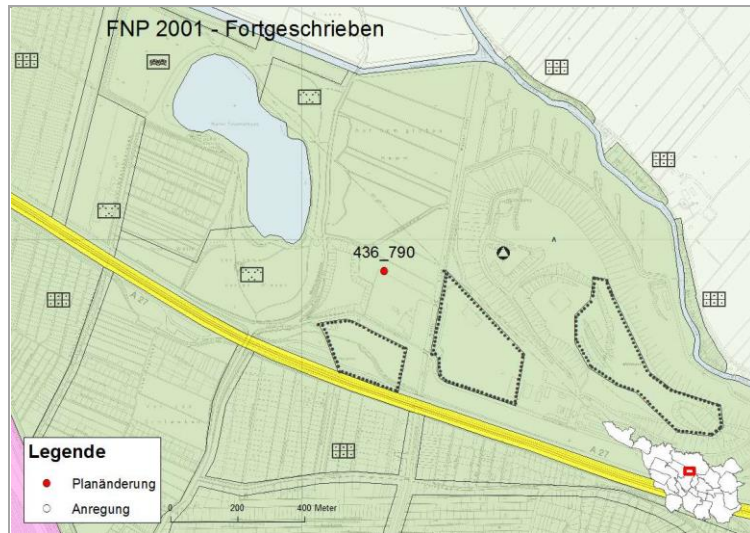 FNP 2001 - Fortgeschrieben
436_790
A 27
A 27
Legende
Planänderung
Anregung
0 200 400 Meter